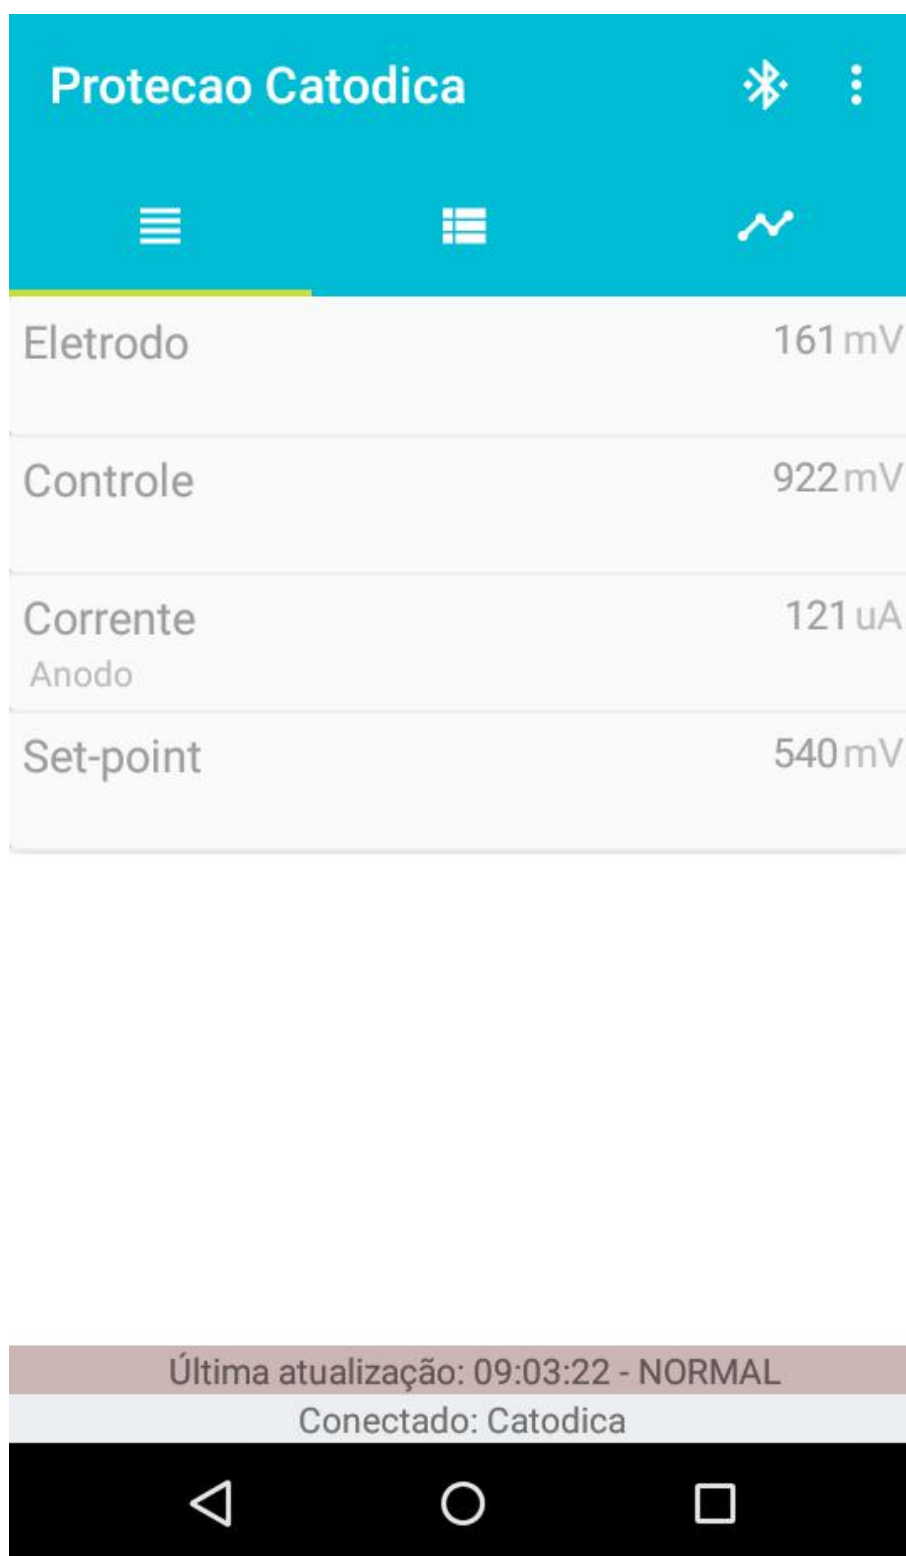 Protecao Catodica
Eletrodo 161 mV
Controle 922 mV
Corrente 121 uA
Anodo
Set-point 540 mV
Última atualização: 09:03:22 - NORMAL
Conectado: Catodica